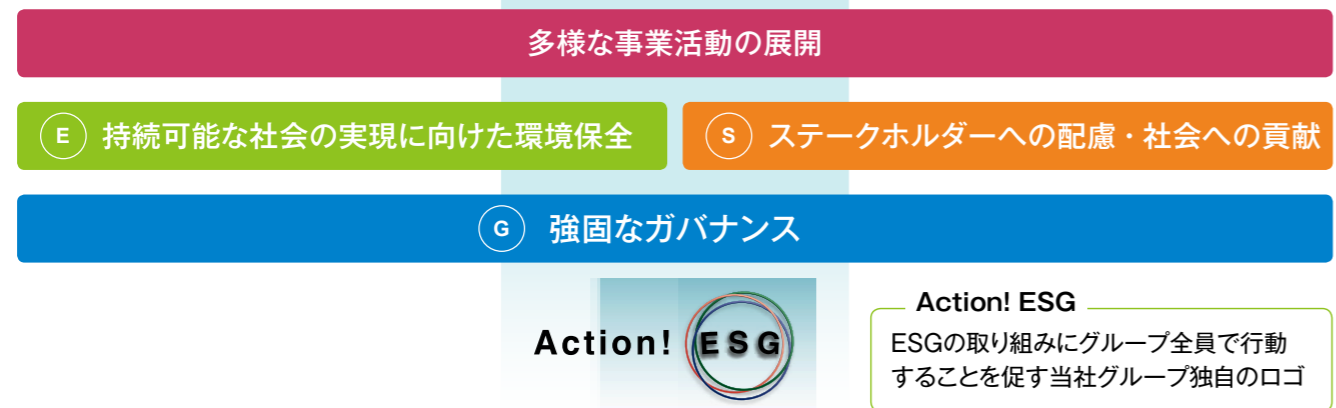 多様な事業活動の展開
E 持続可能な社会の実現に向けた環境保全
S ステークホルダーへの配慮・社会への貢献
G 強固なガバナンス
Action! ESG
Action! ESG
ESGの取り組みにグループ全員で行動
することを促す当社グループ独自のロゴ